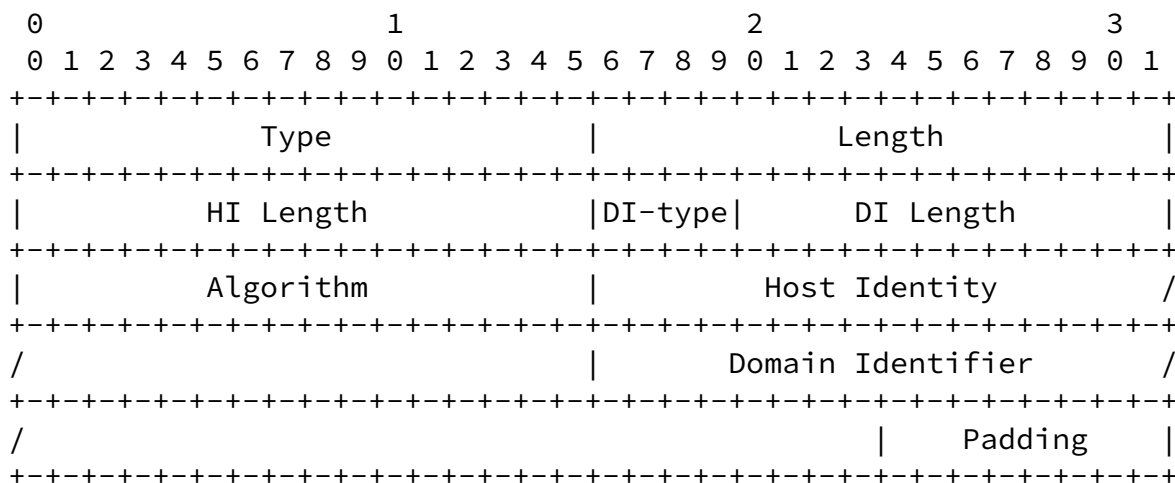 0                   1                   2                   3
 0 1 2 3 4 5 6 7 8 9 0 1 2 3 4 5 6 7 8 9 0 1 2 3 4 5 6 7 8 9 0 1
+-+-+-+-+-+-+-+-+-+-+-+-+-+-+-+-+-+-+-+-+-+-+-+-+-+-+-+-+-+-+-+-+
|             Type              |             Length            |
+-+-+-+-+-+-+-+-+-+-+-+-+-+-+-+-+-+-+-+-+-+-+-+-+-+-+-+-+-+-+-+-+
|          HI Length            |DI-type|      DI Length        |
+-+-+-+-+-+-+-+-+-+-+-+-+-+-+-+-+-+-+-+-+-+-+-+-+-+-+-+-+-+-+-+-+
|          Algorithm            |         Host Identity         /
+-+-+-+-+-+-+-+-+-+-+-+-+-+-+-+-+-+-+-+-+-+-+-+-+-+-+-+-+-+-+-+-+
/                               |       Domain Identifier       /
+-+-+-+-+-+-+-+-+-+-+-+-+-+-+-+-+-+-+-+-+-+-+-+-+-+-+-+-+-+-+-+-+
/                                               |    Padding    |
+-+-+-+-+-+-+-+-+-+-+-+-+-+-+-+-+-+-+-+-+-+-+-+-+-+-+-+-+-+-+-+-+